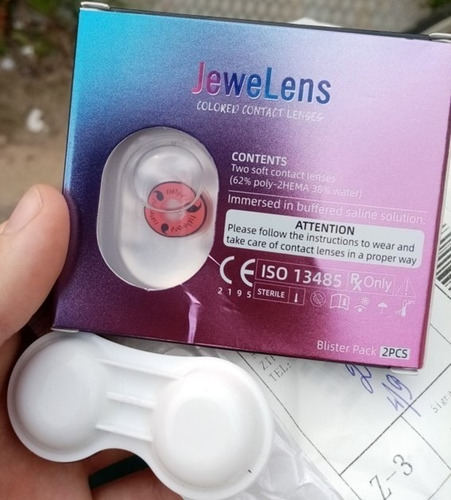 JeweLens
COLORED CONTACT LENSES
CONTENTS
Two soft contact lenses
(62% poly-2HEMA 38% water)
Immersed in buffered saline solution.
ATTENTION
Please follow the instructions to wear and
take care of contact lenses in a proper way
CE ISO 13485 Rx Only
2195 STERILE
Blister Pack 2PCS
TEL
Z-3